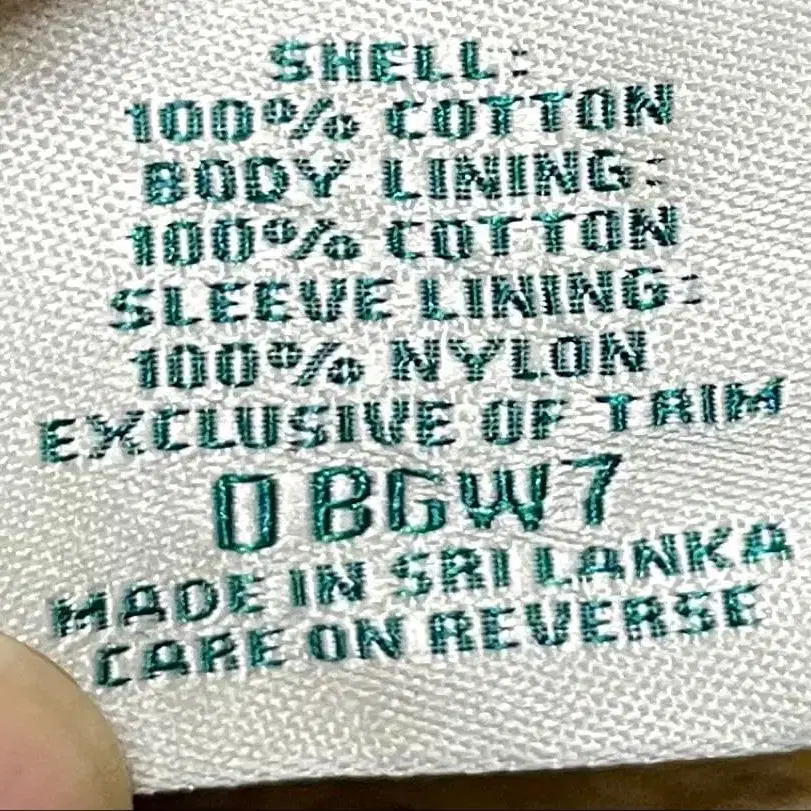 SHELL:
100% COTTON
BODY LINING:
100% COTTON
SLEEVE LINING:
100% NYLON
EXCLUSIVE OF TRIM
0 BGW7
MADE IN SRI LANKA
CARE ON REVERSE